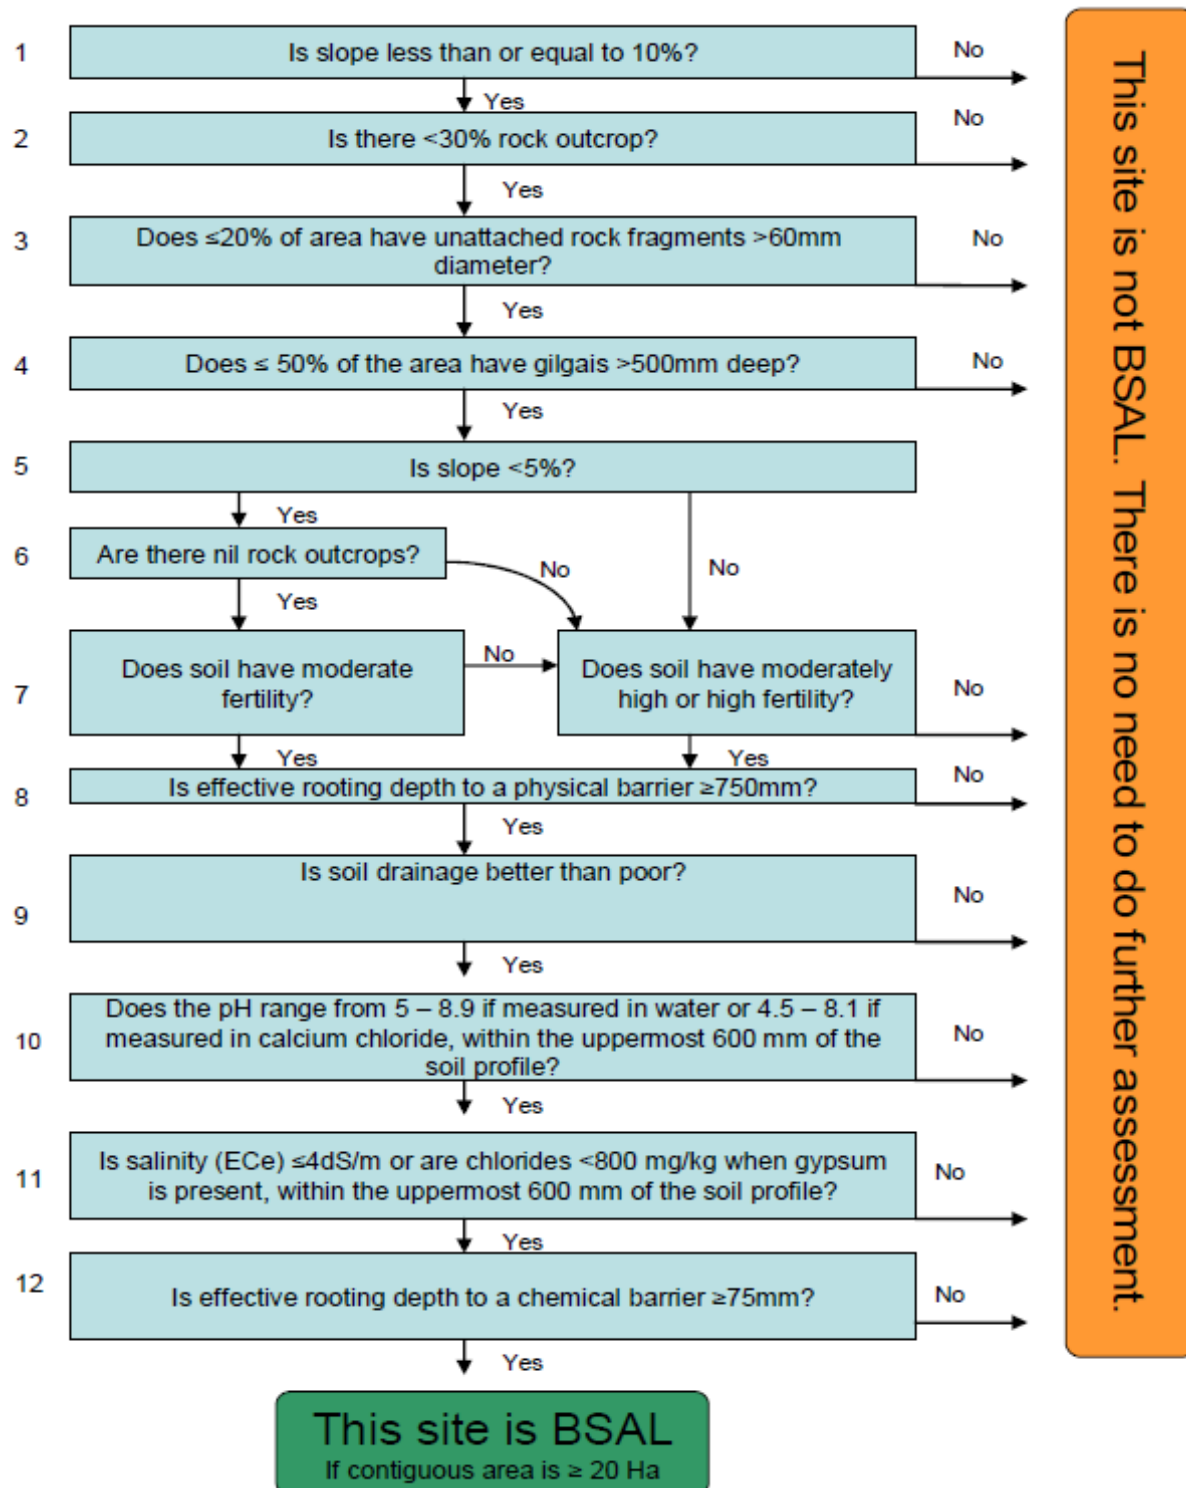 1
Is slope less than or equal to 10%?
No
Yes
2
Is there <30% rock outcrop?
No
Yes
3
Does ≤20% of area have unattached rock fragments >60mm
diameter?
No
Yes
4
Does ≤ 50% of the area have gilgais >500mm deep?
No
Yes
5
Is slope <5%?
Yes
No
6
Are there nil rock outcrops?
No
Yes
7
Does soil have moderate
fertility?
No
Does soil have moderately
high or high fertility?
No
Yes
Yes
8
Is effective rooting depth to a physical barrier ≥750mm?
No
Yes
9
Is soil drainage better than poor?
No
Yes
10
Does the pH range from 5 – 8.9 if measured in water or 4.5 – 8.1 if
measured in calcium chloride, within the uppermost 600 mm of the
soil profile?
No
Yes
11
Is salinity (ECe) ≤4dS/m or are chlorides <800 mg/kg when gypsum
is present, within the uppermost 600 mm of the soil profile?
No
Yes
12
Is effective rooting depth to a chemical barrier ≥75mm?
No
Yes
This site is BSAL
If contiguous area is ≥ 20 Ha
This site is not BSAL. There is no need to do further assessment.